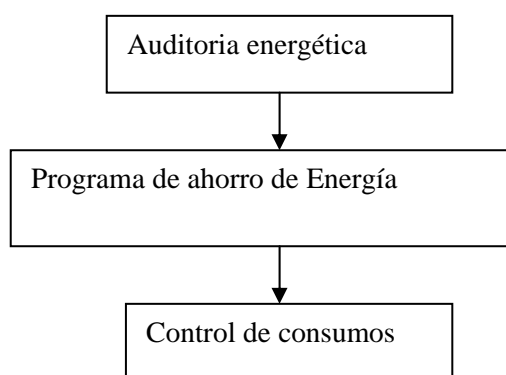 Auditoria energética
Programa de ahorro de Energía
Control de consumos